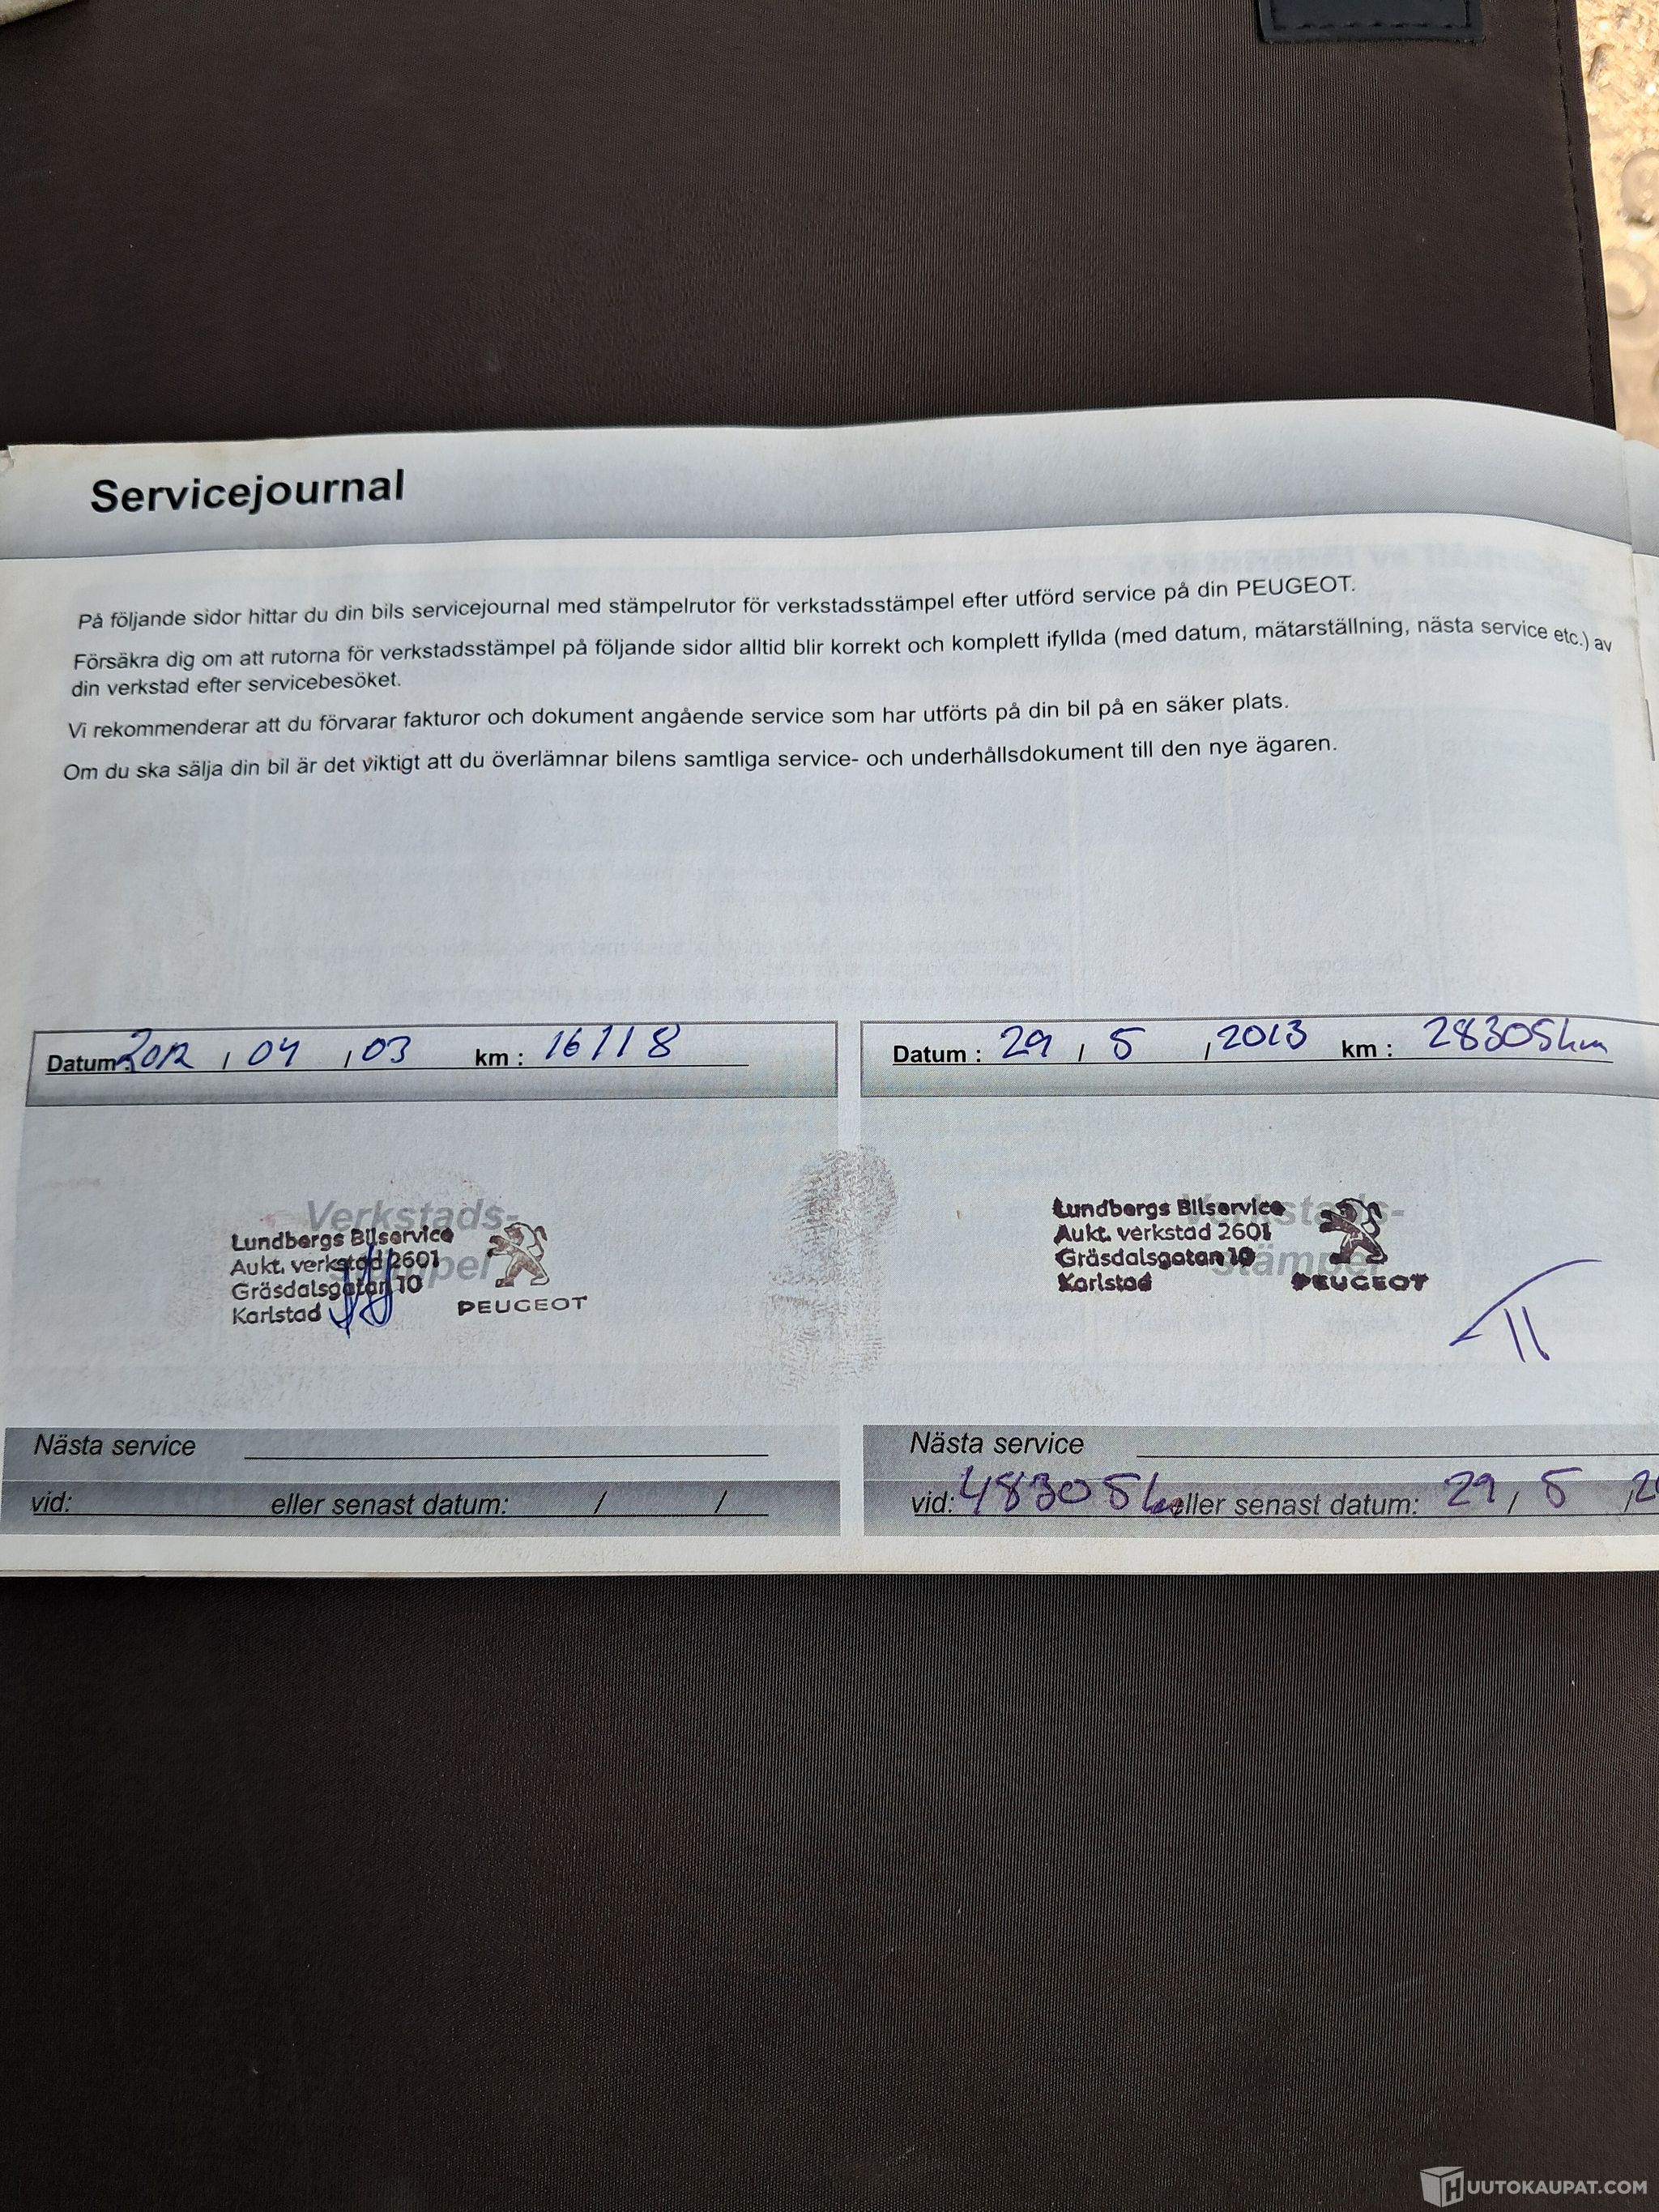 Servicejournal
På följande sidor hittar du din bils servicejournal med stämpelrutor för verkstadsstämpel efter utförd service på din PEUGEOT.
Försäkra dig om att rutorna för verkstadsstämpel på följande sidor alltid blir korrekt och komplett ifyllda (med datum, mätarställning, nästa service etc.) av
din verkstad efter servicebesöket.
Vi rekommenderar att du förvarar fakturor och dokument angående service som har utförts på din bil på en säker plats.
Om du ska sälja din bil är det viktigt att du överlämnar bilens samtliga service- och underhållsdokument till den nye ägaren.
Datum: 2012 / 04 / 03 km : 16118
Verkstads-
stämpel
Lundbergs Bilservice
Aukt. verkstad 2601
Gräsdalsgatan 10
Karlstad
PEUGEOT
Nästa service
vid: eller senast datum: / /
Datum : 29 / 5 / 2013 km : 28305km
Verkstads-
stämpel
Lundbergs Bilservice
Aukt. verkstad 2601
Gräsdalsgatan 10
Karlstad
PEUGEOT
Nästa service
vid: 48305km eller senast datum: 29 / 5 / 20
HUUTOKAUPAT.COM